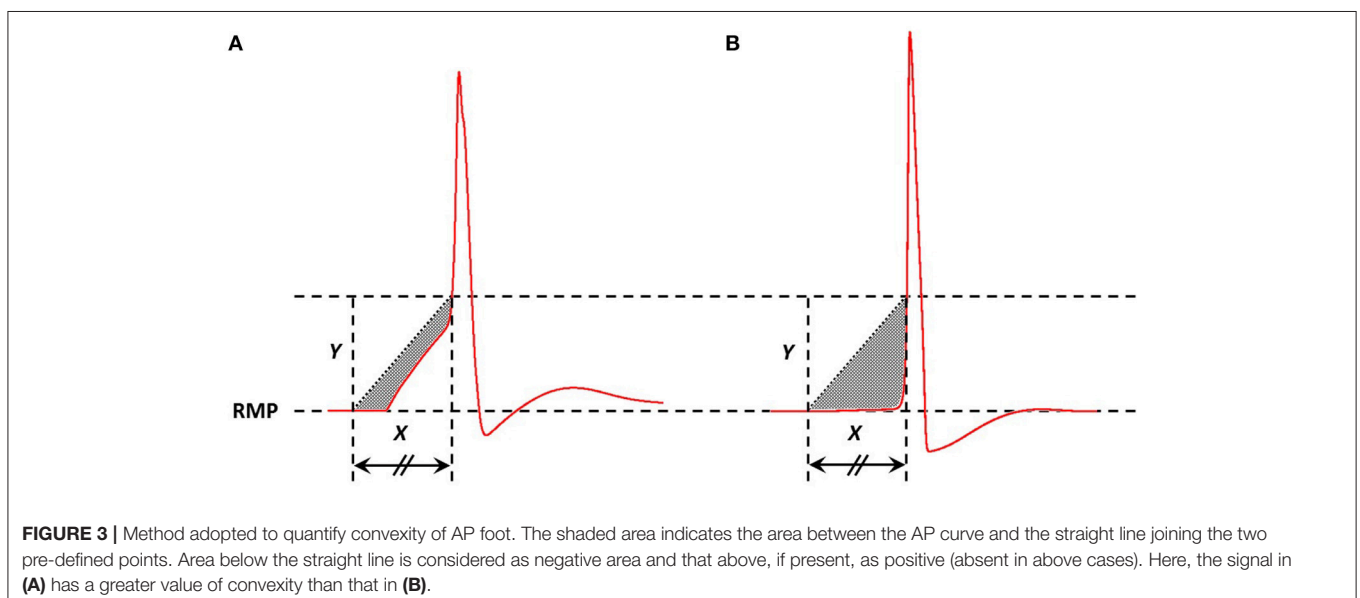 A
B
Y
Y
RMP
X
X
FIGURE 3 | Method adopted to quantify convexity of AP foot. The shaded area indicates the area between the AP curve and the straight line joining the two
pre-defined points. Area below the straight line is considered as negative area and that above, if present, as positive (absent in above cases). Here, the signal in
(A) has a greater value of convexity than that in (B).